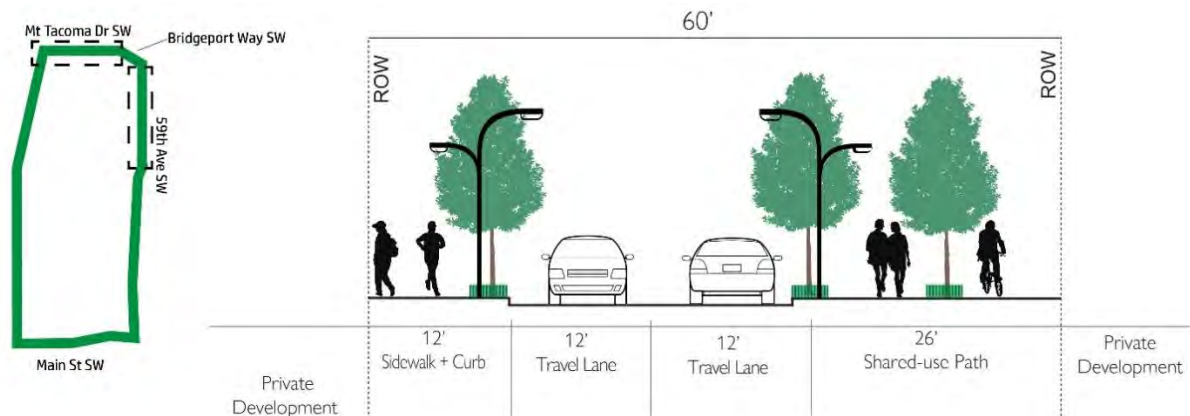 Mt Tacoma Dr SW
Bridgeport Way SW
59th Ave SW
Main St SW
60'
ROW
ROW
12'
Sidewalk + Curb
12'
Travel Lane
12'
Travel Lane
26'
Shared-use Path
Private
Development
Private
Development